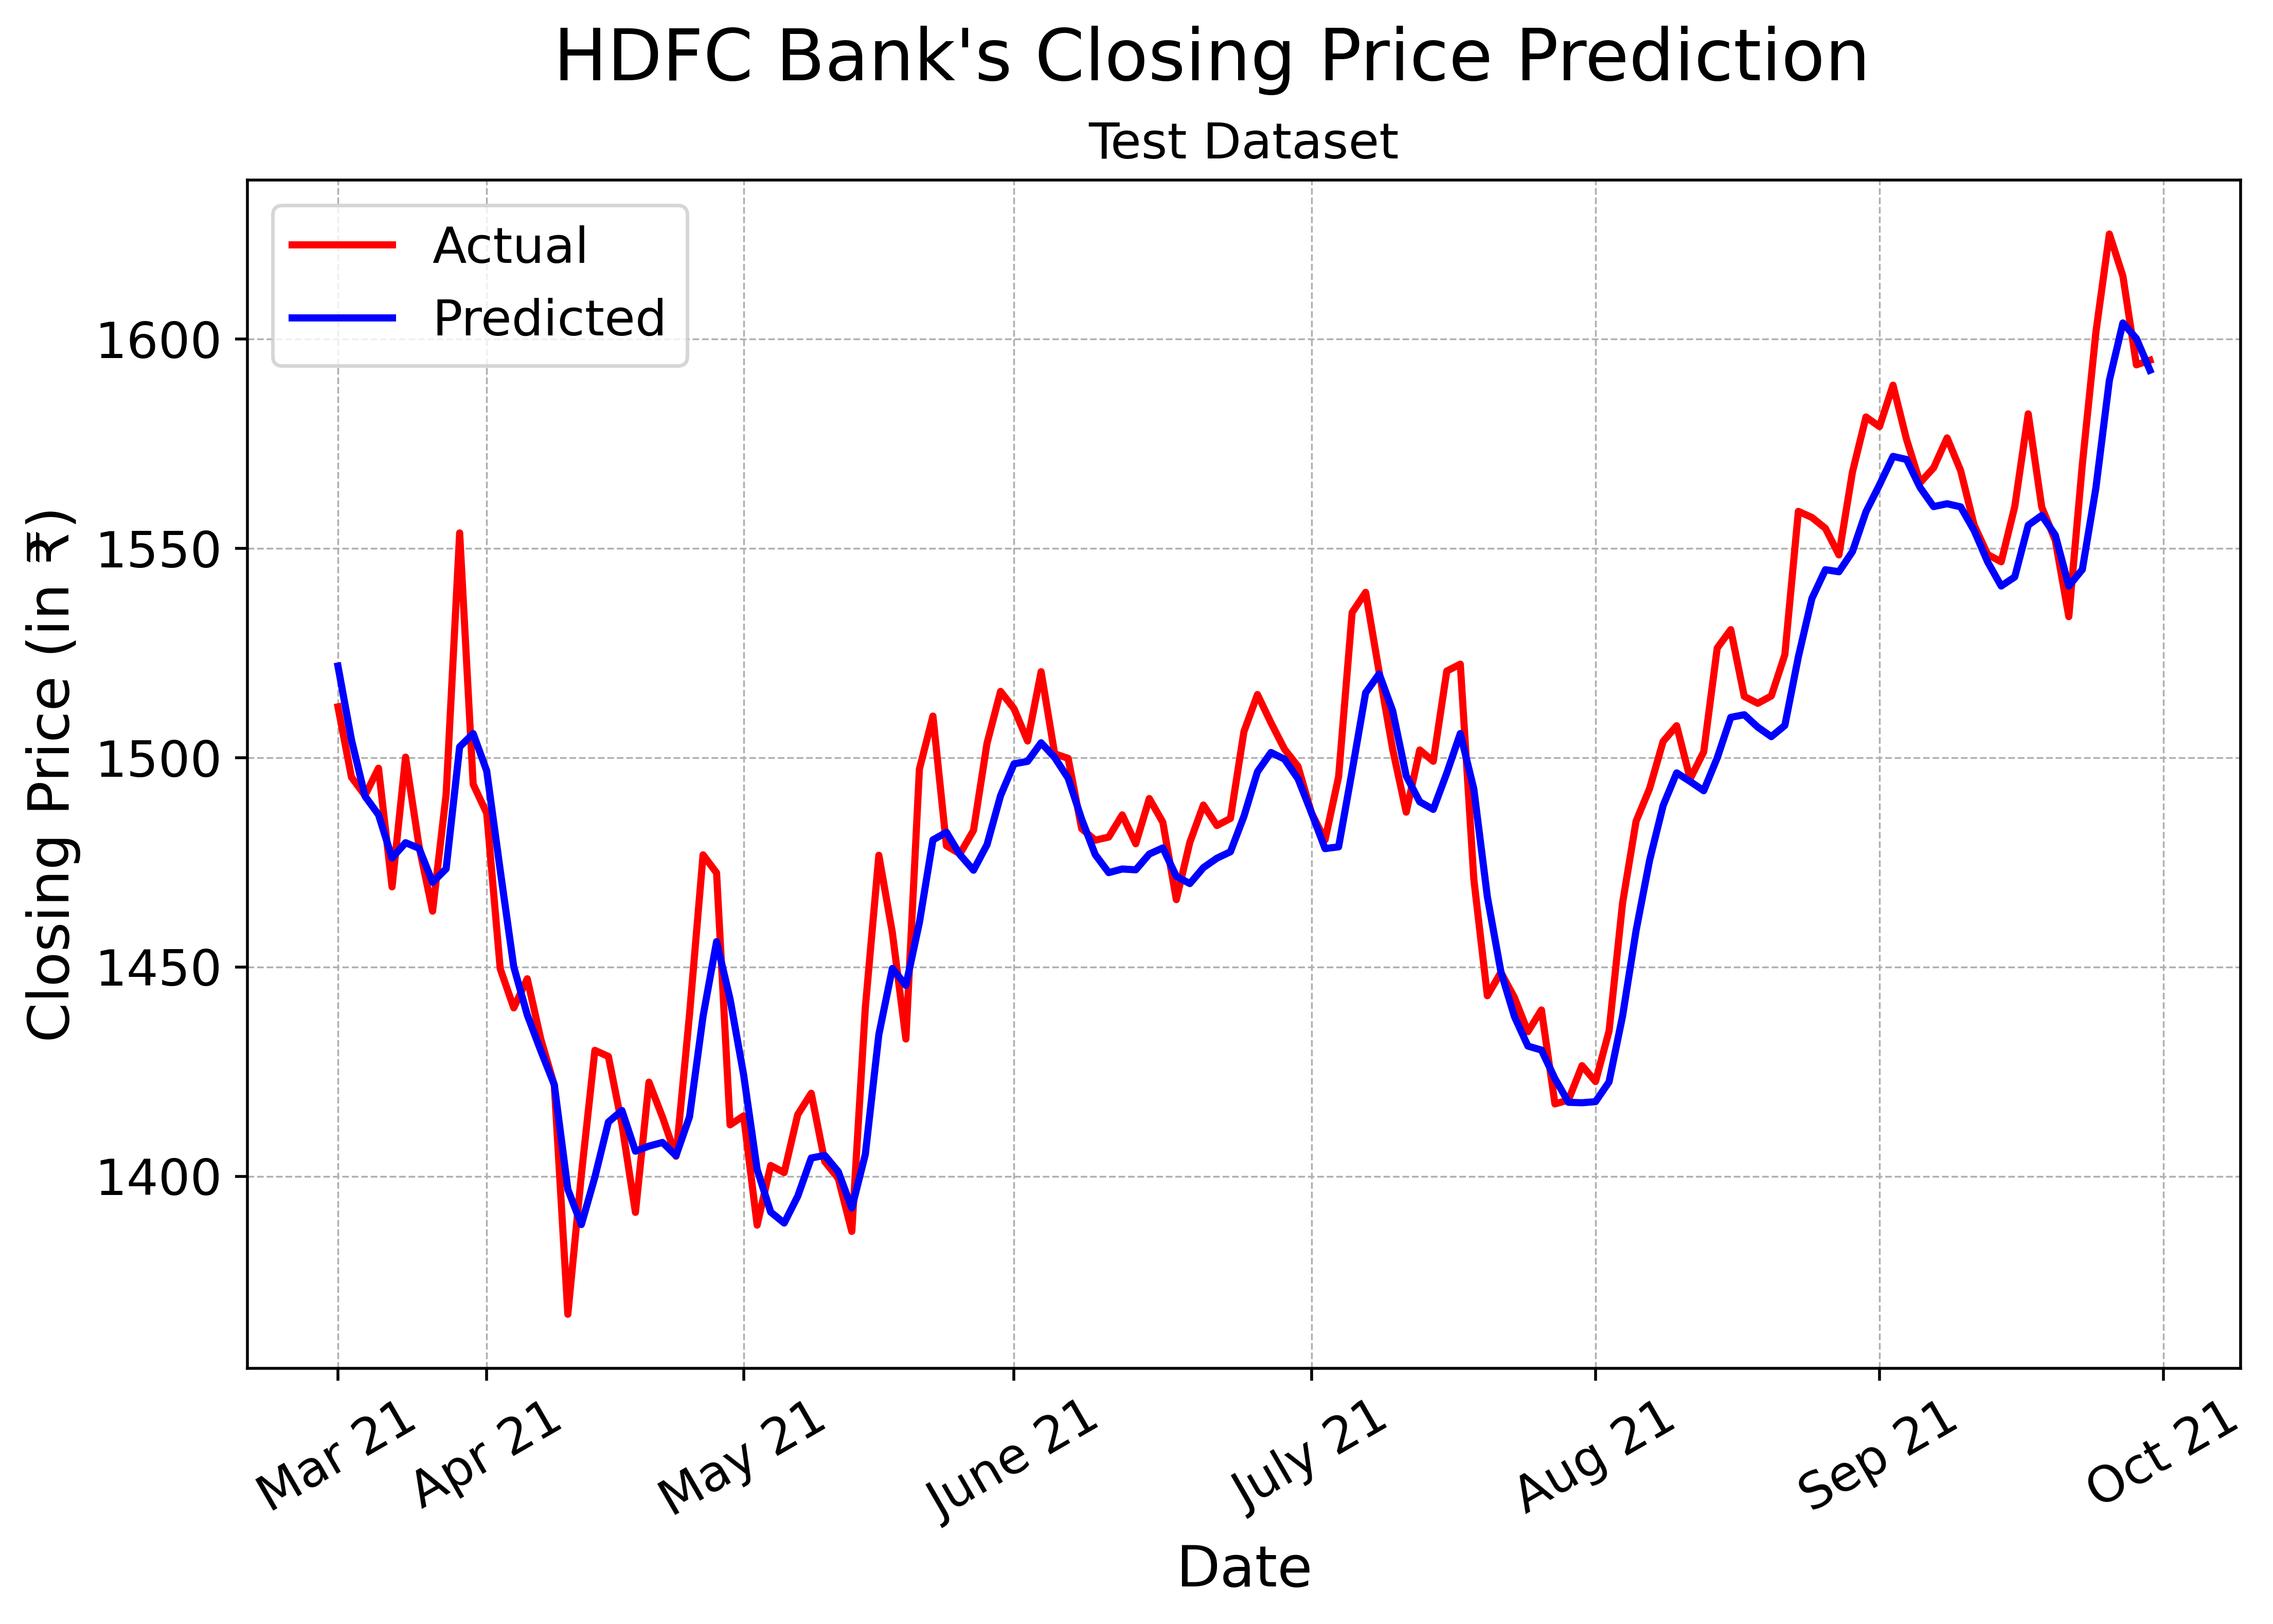 HDFC Bank's Closing Price Prediction
Test Dataset
Actual
Predicted
Closing Price (in ₹)
1600
1550
1500
1450
1400
Mar 21
Apr 21
May 21
June 21
July 21
Aug 21
Sep 21
Oct 21
Date